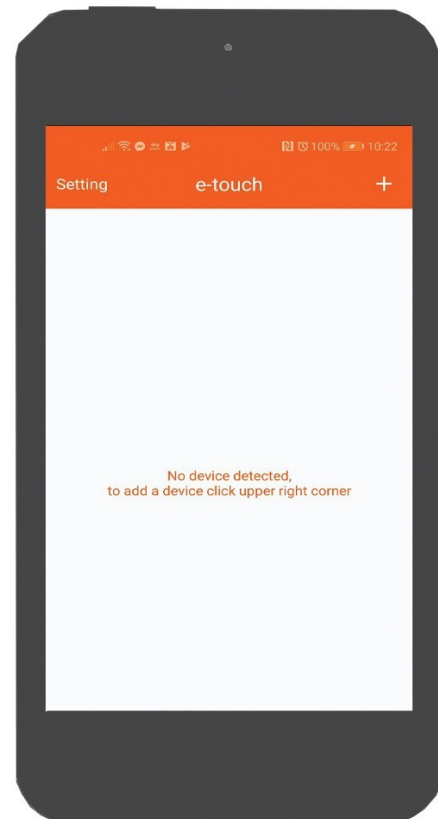 100% 10:22
Setting e-touch +
No device detected,
to add a device click upper right corner